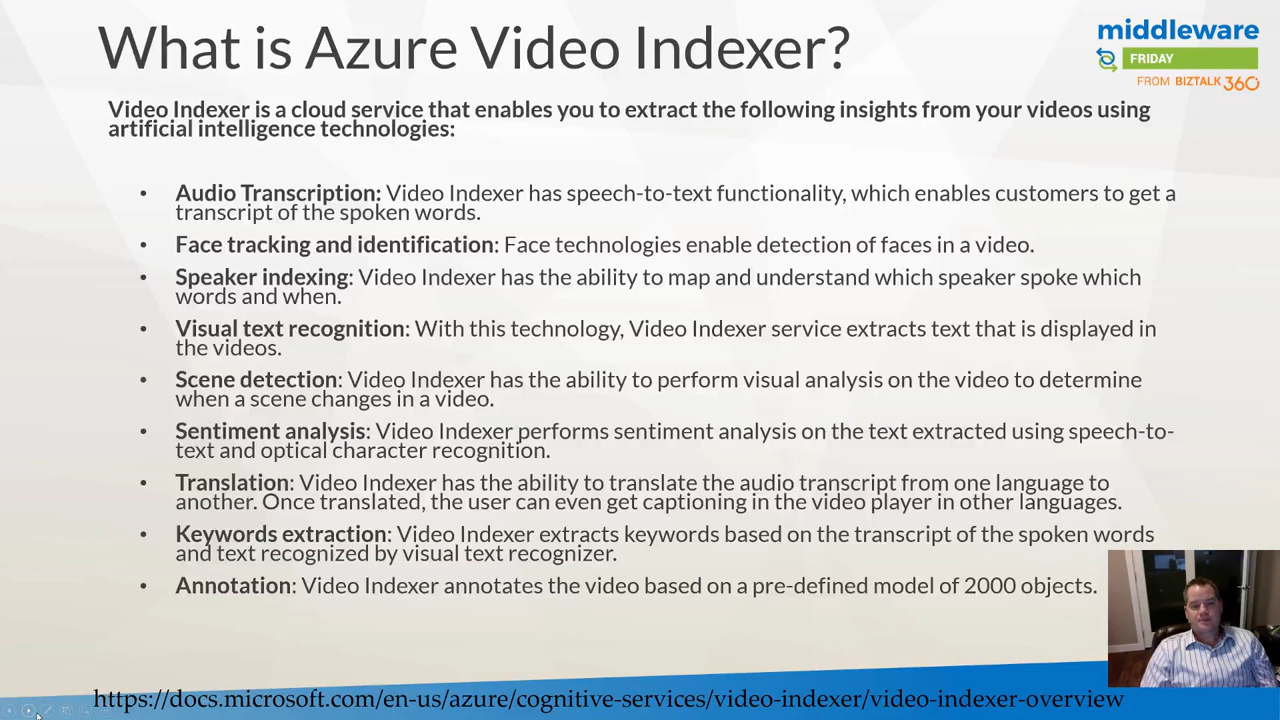 What is Azure Video Indexer?
middleware
FRIDAY
FROM BIZTALK360
Video Indexer is a cloud service that enables you to extract the following insights from your videos using
artificial intelligence technologies:
• Audio Transcription: Video Indexer has speech-to-text functionality, which enables customers to get a
transcript of the spoken words.
• Face tracking and identification: Face technologies enable detection of faces in a video.
• Speaker indexing: Video Indexer has the ability to map and understand which speaker spoke which
words and when.
• Visual text recognition: With this technology, Video Indexer service extracts text that is displayed in
the videos.
• Scene detection: Video Indexer has the ability to perform visual analysis on the video to determine
when a scene changes in a video.
• Sentiment analysis: Video Indexer performs sentiment analysis on the text extracted using speech-to-
text and optical character recognition.
• Translation: Video Indexer has the ability to translate the audio transcript from one language to
another. Once translated, the user can even get captioning in the video player in other languages.
• Keywords extraction: Video Indexer extracts keywords based on the transcript of the spoken words
and text recognized by visual text recognizer.
• Annotation: Video Indexer annotates the video based on a pre-defined model of 2000 objects.
https://docs.microsoft.com/en-us/azure/cognitive-services/video-indexer/video-indexer-overview